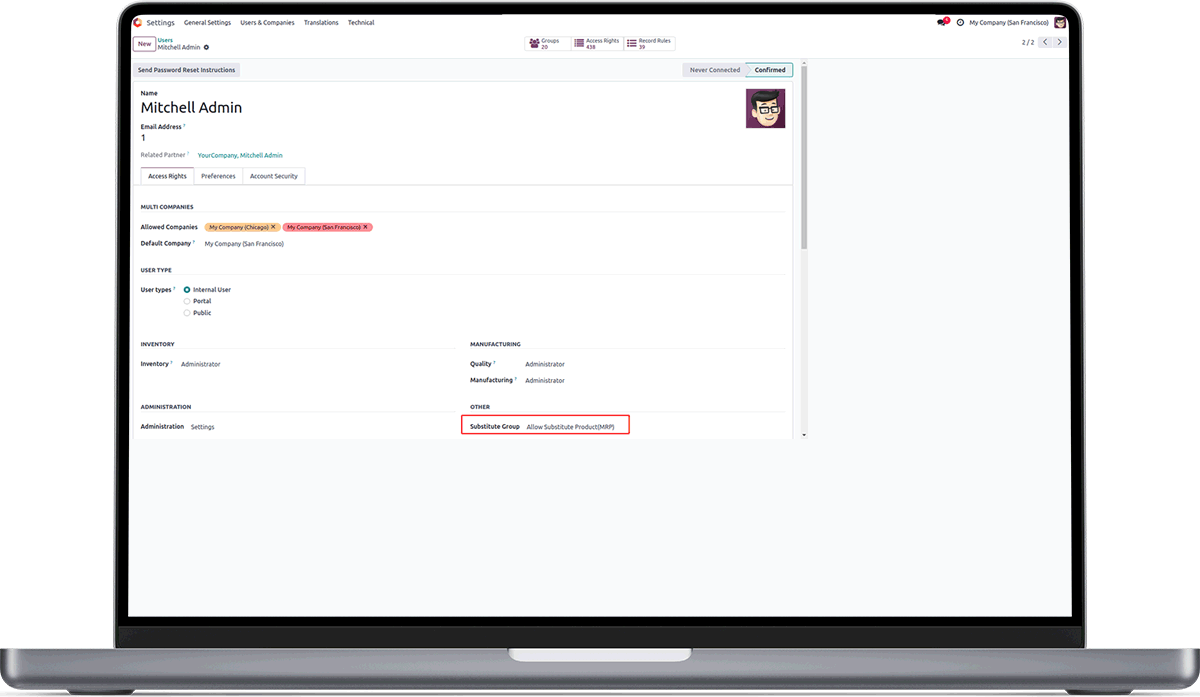 Settings General Settings Users & Companies Translations Technical My Company (San Francisco)
New Users Groups Access Rights Record Rules
Mitchell Admin 20 438 39 2 / 2
Send Password Reset Instructions Never Connected Confirmed
Name
Mitchell Admin
Email Address ?
1
Related Partner ? YourCompany, Mitchell Admin
Access Rights Preferences Account Security
MULTI COMPANIES
Allowed Companies My Company (Chicago) × My Company (San Francisco) ×
Default Company ? My Company (San Francisco)
USER TYPE
User types ? Internal User
Portal
Public
INVENTORY MANUFACTURING
Inventory ? Administrator Quality ? Administrator
Manufacturing ? Administrator
ADMINISTRATION OTHER
Administration Settings Substitute Group Allow Substitute Product(MRP)